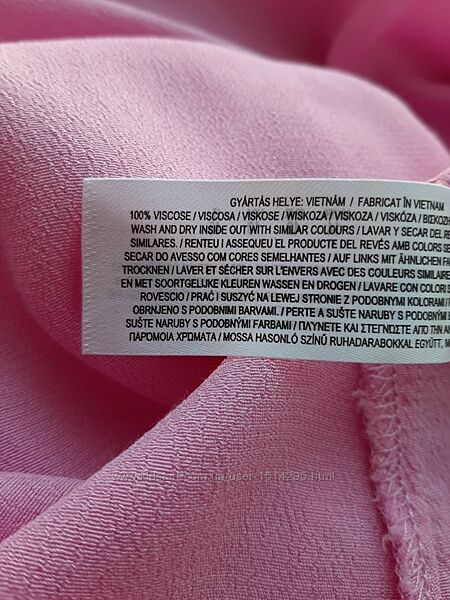 GYÁRTÁS HELYE: VIETNÁM / FABRICAT ÎN VIETNAM
100% VISCOSE / VISCOSA / VISKOSE / WISKOZA / VISKOZA / VISKÓZA / ΒΙΣΚΟΖΗ
WASH AND DRY INSIDE OUT WITH SIMILAR COLOURS / LAVAR Y SECAR DEL RE
SIMILARES. / RENTEU I ASSEQUEU EL PRODUCTE DEL REVÉS AMB COLORS SE
SECAR DO AVESSO COM CORES SEMELHANTES / AUF LINKS MIT ÄHNLICHEN FA
TROCKNEN / LAVER ET SÉCHER SUR L'ENVERS AVEC DES COULEURS SIMILAIRE
EN MET SOORTGELIJKE KLEUREN WASSEN EN DROGEN / LAVARE CON COLORI S
ROVESCIO / PRAĆ I SUSZYĆ NA LEWEJ STRONIE Z PODOBNYMI KOLORAMI /
OBRNJENO S PODOBNIMI BARVAMI. / PERTE A SUŠTE NARUBY S PODOBNÝMI B
SUŠTE NARUBY S PODOBNÝMI FARBAMI / ΠΛΥΝΕΤΕ ΚΑΙ ΣΤΕΓΝΩΣΤΕ ΑΠΟ ΤΗΝ ΑΝ
ΠΑΡΟΜΟΙΑ ΧΡΩΜΑΤΑ / MOSSA HASONLÓ SZÍNŰ RUHADARABOKKAL EGYÜTT, M